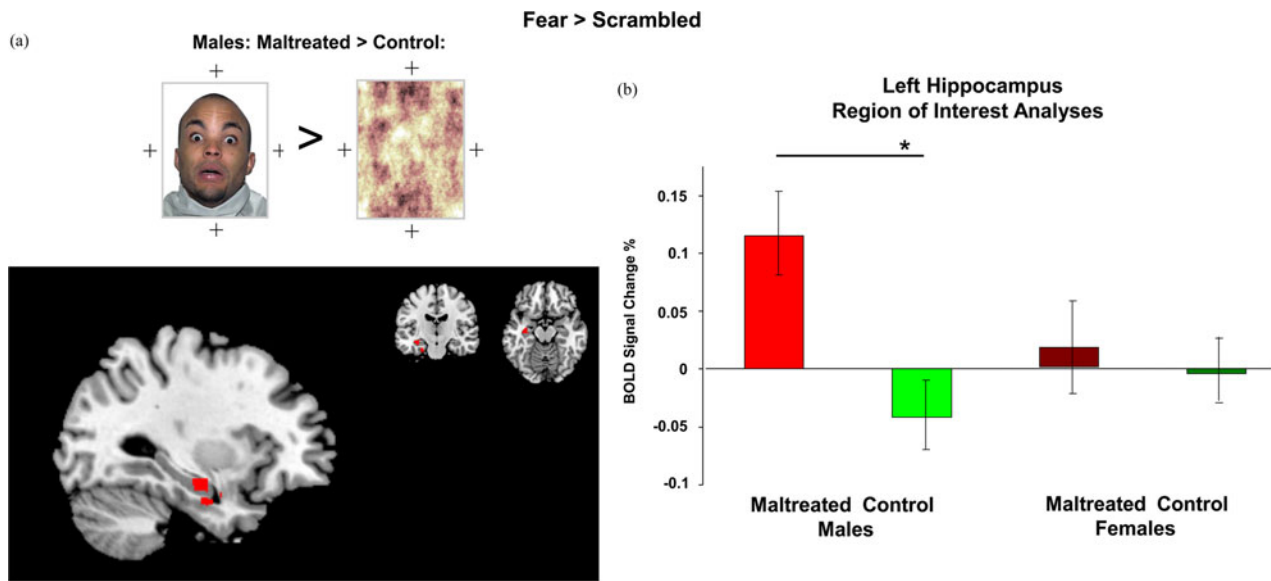 Fear > Scrambled
(a)
Males: Maltreated > Control:
+ +
+ + > + +
+ +
(b)
Left Hippocampus
Region of Interest Analyses
*
BOLD Signal Change %
0.15
0.1
0.05
0
-0.05
-0.1
Maltreated Control
Males
Maltreated Control
Females